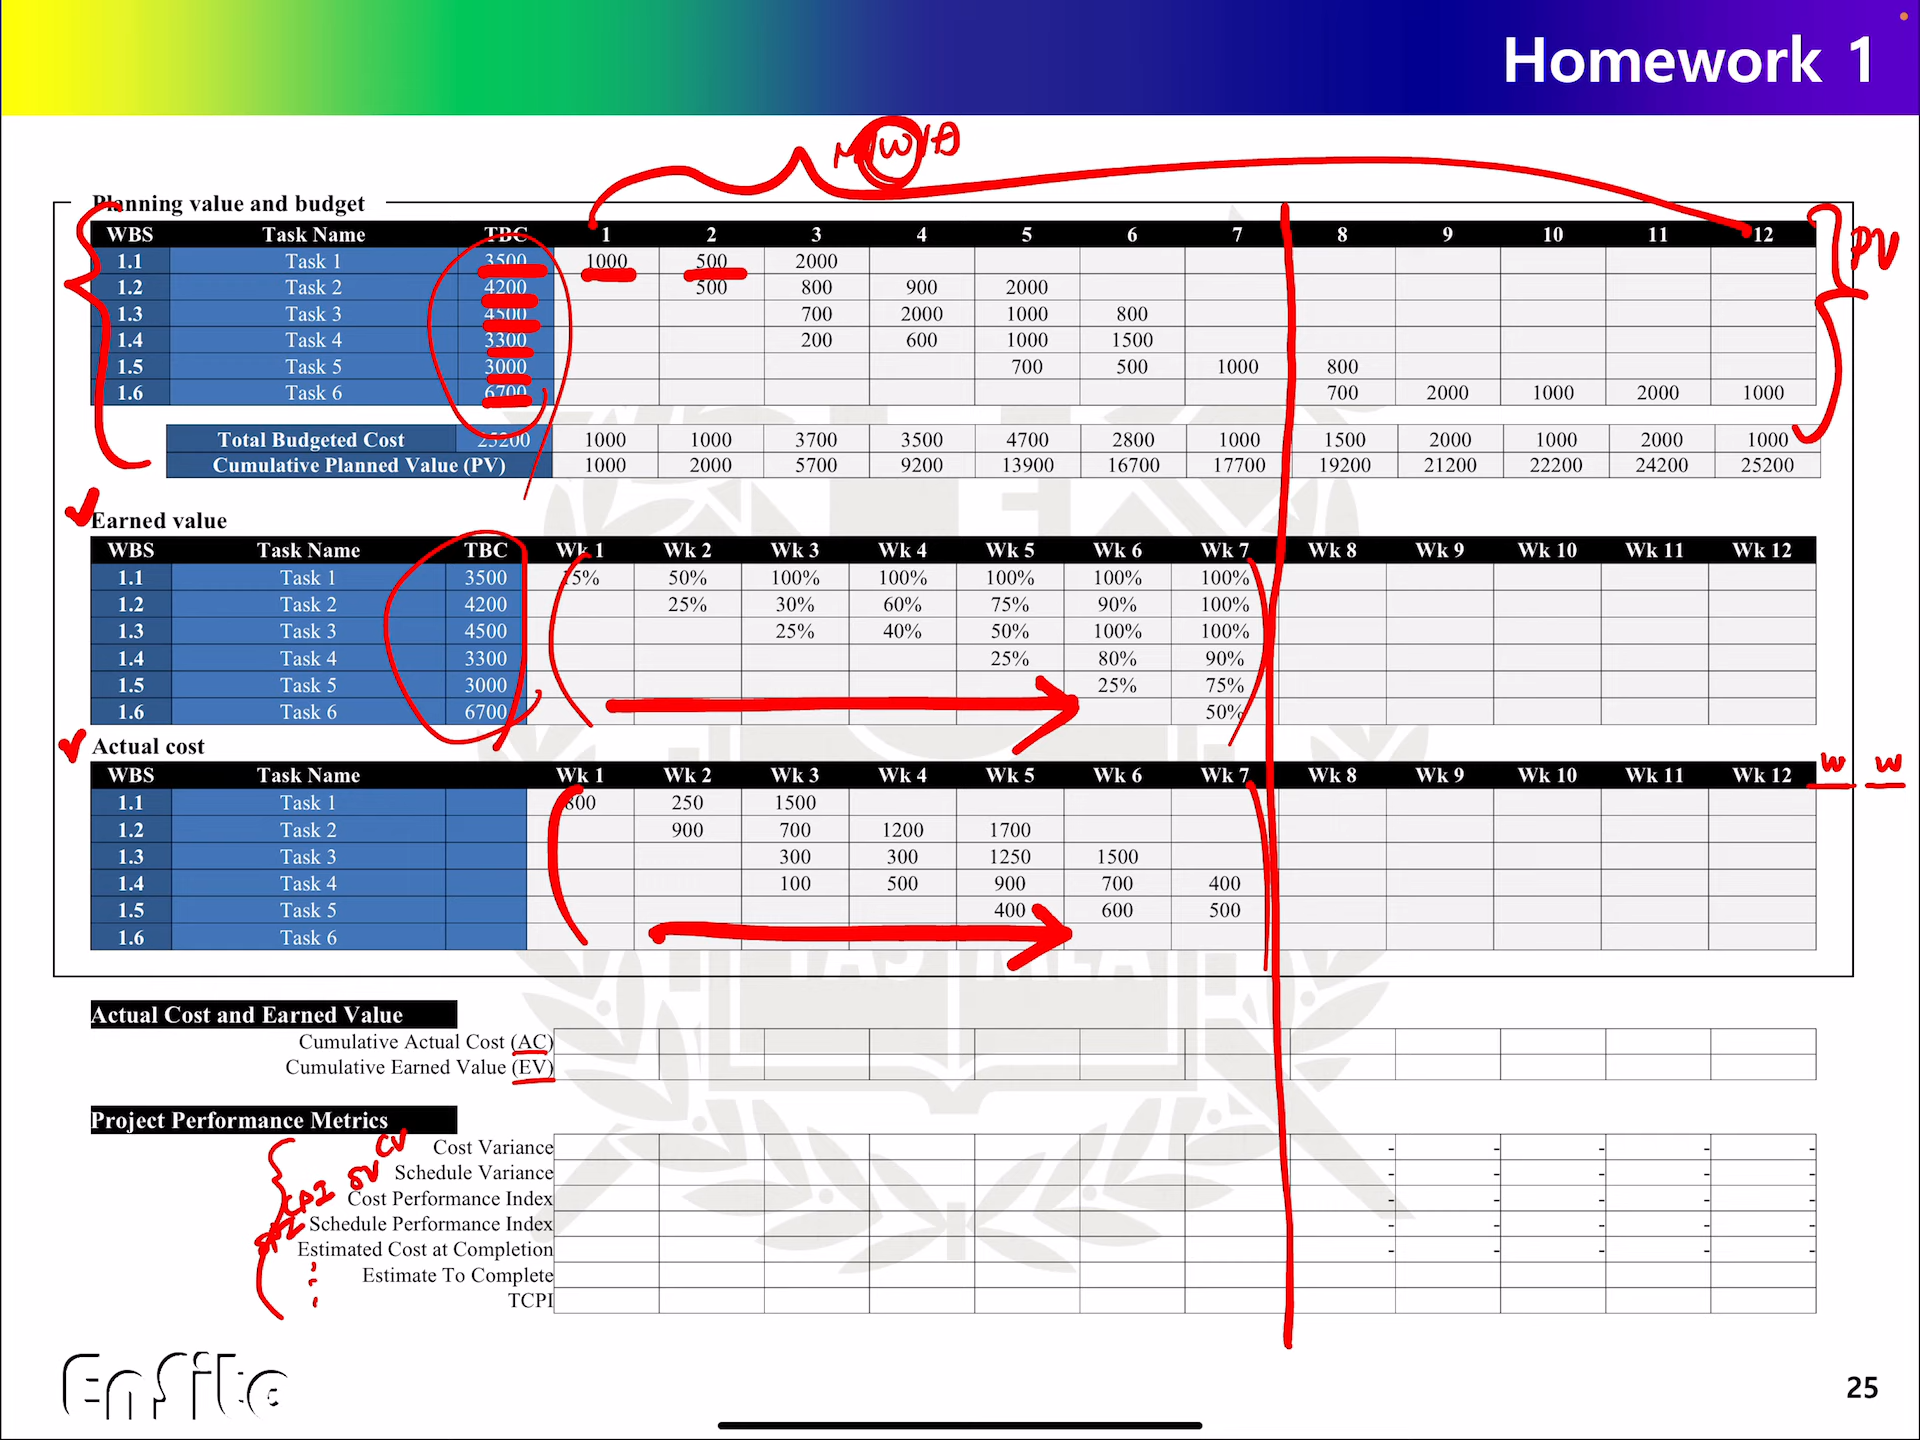 Homework 1
M/W/D
Planning value and budget
WBS Task Name TBC 1 2 3 4 5 6 7 8 9 10 11 12
1.1 Task 1 3500 1000 500 2000
1.2 Task 2 4200 500 800 900 2000
1.3 Task 3 4500 700 2000 1000 800
1.4 Task 4 3300 200 600 1000 1500
1.5 Task 5 3000 700 500 1000 800
1.6 Task 6 6700 700 2000 1000 2000 1000
PV
Total Budgeted Cost 25200 1000 1000 3700 3500 4700 2800 1000 1500 2000 1000 2000 1000
Cumulative Planned Value (PV) 1000 2000 5700 9200 13900 16700 17700 19200 21200 22200 24200 25200
Earned value
WBS Task Name TBC Wk 1 Wk 2 Wk 3 Wk 4 Wk 5 Wk 6 Wk 7 Wk 8 Wk 9 Wk 10 Wk 11 Wk 12
1.1 Task 1 3500 15% 50% 100% 100% 100% 100% 100%
1.2 Task 2 4200 25% 30% 60% 75% 90% 100%
1.3 Task 3 4500 25% 40% 50% 100% 100%
1.4 Task 4 3300 25% 80% 90%
1.5 Task 5 3000 25% 75%
1.6 Task 6 6700 50%
Actual cost
WBS Task Name Wk 1 Wk 2 Wk 3 Wk 4 Wk 5 Wk 6 Wk 7 Wk 8 Wk 9 Wk 10 Wk 11 Wk 12 W W
1.1 Task 1 800 250 1500
1.2 Task 2 900 700 1200 1700
1.3 Task 3 300 300 1250 1500
1.4 Task 4 100 500 900 700 400
1.5 Task 5 400 600 500
1.6 Task 6
Actual Cost and Earned Value
Cumulative Actual Cost (AC)
Cumulative Earned Value (EV)
Project Performance Metrics
CV Cost Variance - - - - -
SV Schedule Variance - - - - -
CPI Cost Performance Index - - - - -
SPI Schedule Performance Index - - - - -
Estimated Cost at Completion - - - - -
Estimate To Complete
TCPI
EnSite
25